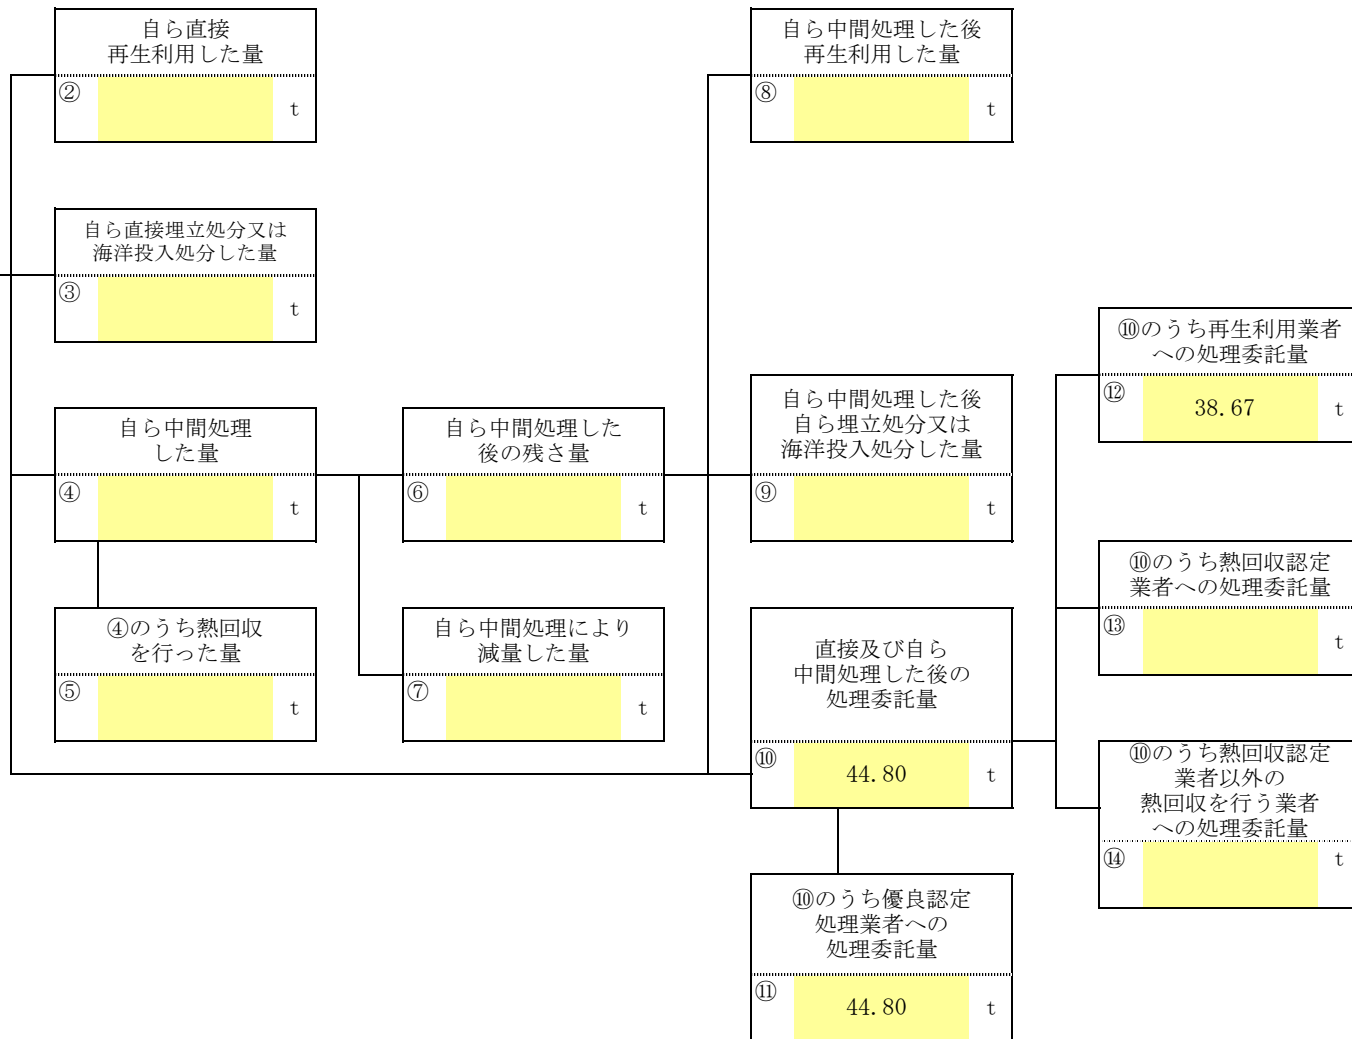 自ら直接
再生利用した量
②
t
自ら中間処理した後
再生利用した量
⑧
t
自ら直接埋立処分又は
海洋投入処分した量
③
t
⑩のうち再生利用業者
への処理委託量
⑫
38.67
t
自ら中間処理
した量
④
t
自ら中間処理した
後の残さ量
⑥
t
自ら中間処理した後
自ら埋立処分又は
海洋投入処分した量
⑨
t
⑩のうち熱回収認定
業者への処理委託量
⑬
t
④のうち熱回収
を行った量
⑤
t
自ら中間処理により
減量した量
⑦
t
直接及び自ら
中間処理した後の
処理委託量
⑩
44.80
t
⑩のうち熱回収認定
業者以外の
熱回収を行う業者
への処理委託量
⑭
t
⑩のうち優良認定
処理業者への
処理委託量
⑪
44.80
t